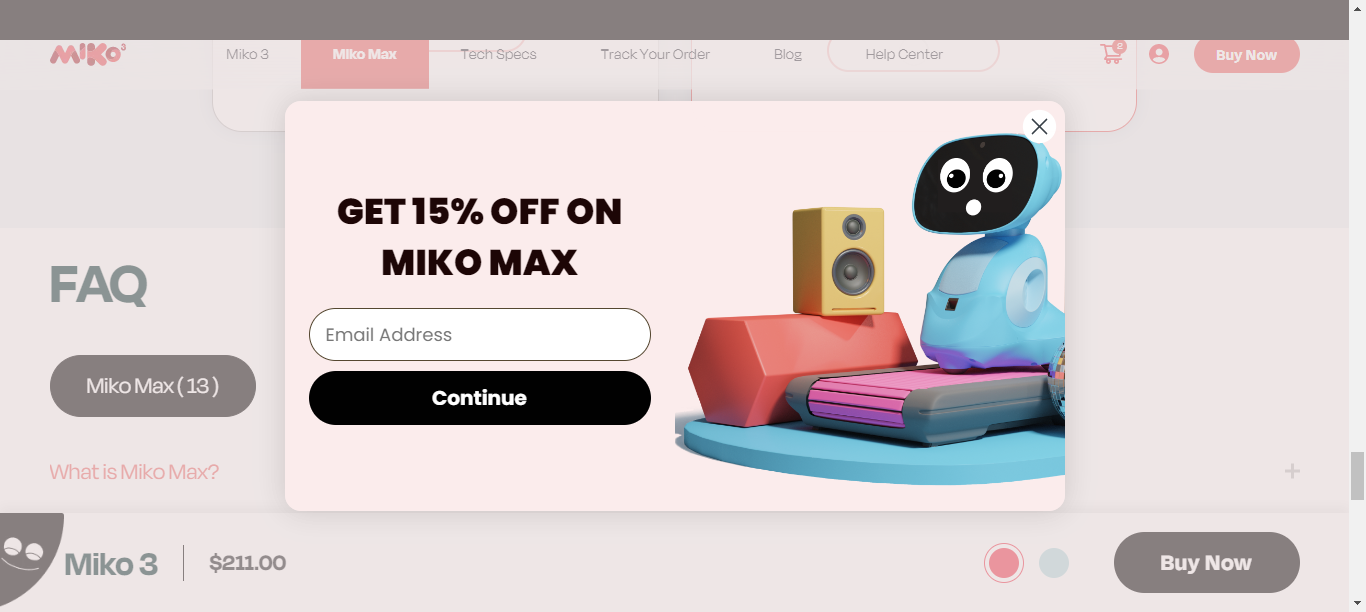 MIKO3
Miko 3
Miko Max
Tech Specs
Track Your Order
Blog
Help Center
2
Buy Now
GET 15% OFF ON
MIKO MAX
Email Address
Continue
FAQ
Miko Max ( 13 )
What is Miko Max?
+
Miko 3
$211.00
Buy Now